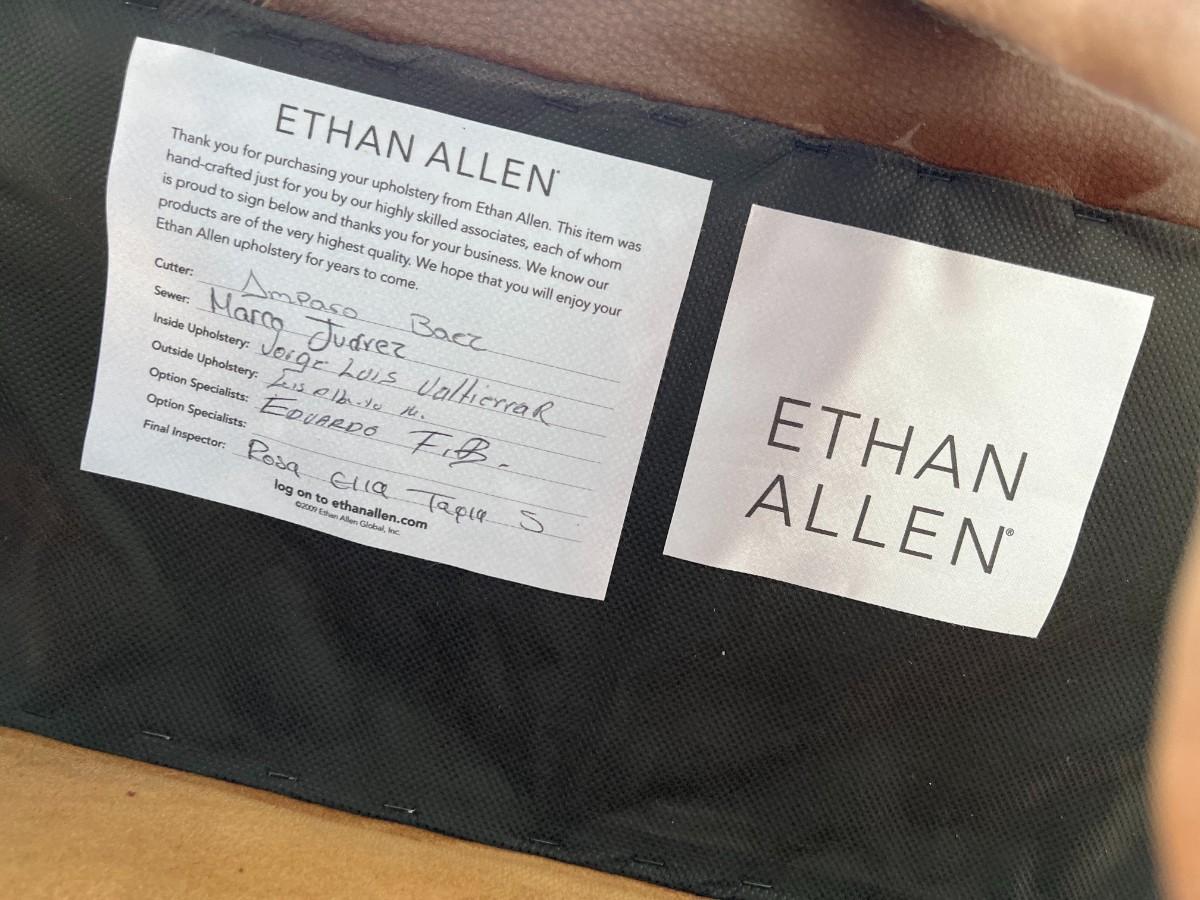 ETHAN ALLEN®
Thank you for purchasing your upholstery from Ethan Allen. This item was
hand-crafted just for you by our highly skilled associates, each of whom
is proud to sign below and thanks you for your business. We know our
products are of the very highest quality. We hope that you will enjoy your
Ethan Allen upholstery for years to come.
Cutter: Amparo Baez
Sewer: Marco Juárez
Inside Upholstery: Jorge Luis Valtierra R
Outside Upholstery: Luis Alberto M.
Option Specialists: EDUARDO F.B.
Option Specialists:
Final Inspector: Rosa Elia Tapia S
log on to ethanallen.com
©2009 Ethan Allen Global, Inc.
ETHAN
ALLEN®